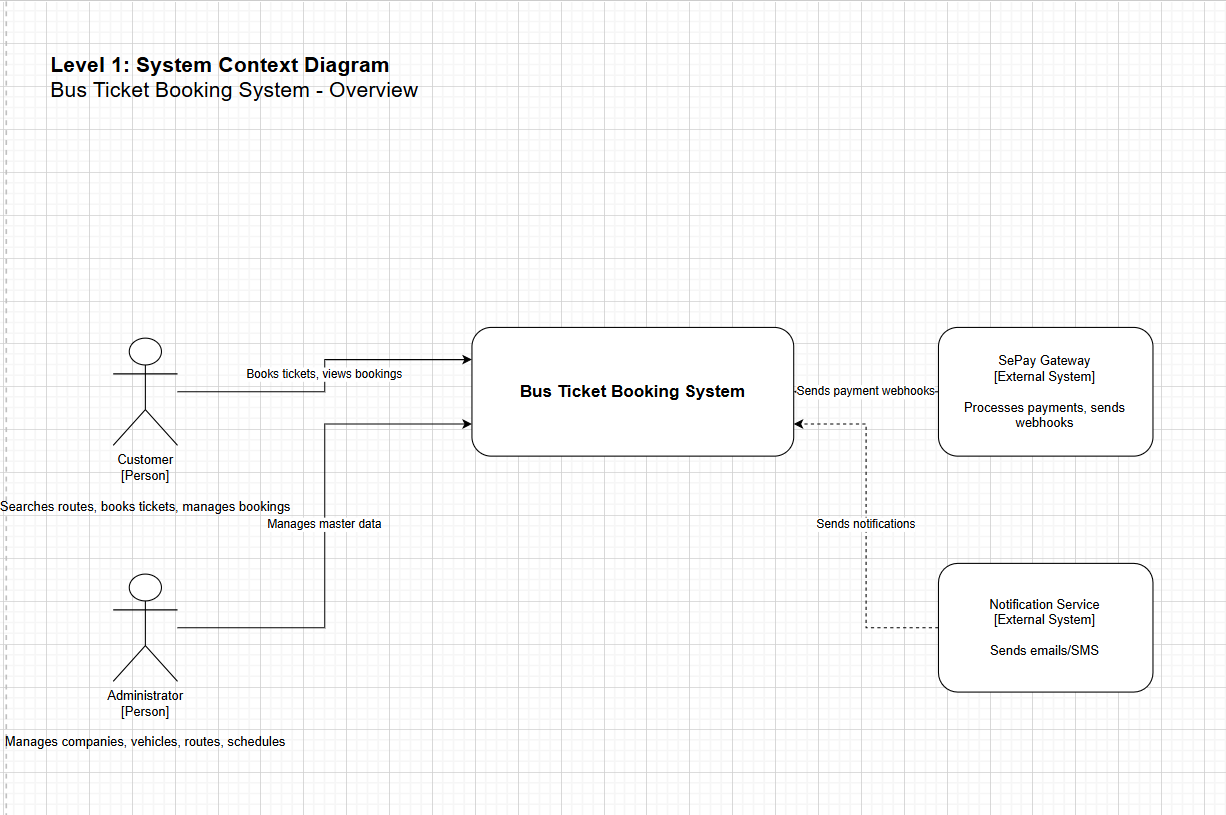 Level 1: System Context Diagram
Bus Ticket Booking System - Overview
Books tickets, views bookings
Customer
[Person]
Searches routes, books tickets, manages bookings
Manages master data
Administrator
[Person]
Manages companies, vehicles, routes, schedules
Bus Ticket Booking System
Sends payment webhooks
SePay Gateway
[External System]
Processes payments, sends
webhooks
Sends notifications
Notification Service
[External System]
Sends emails/SMS